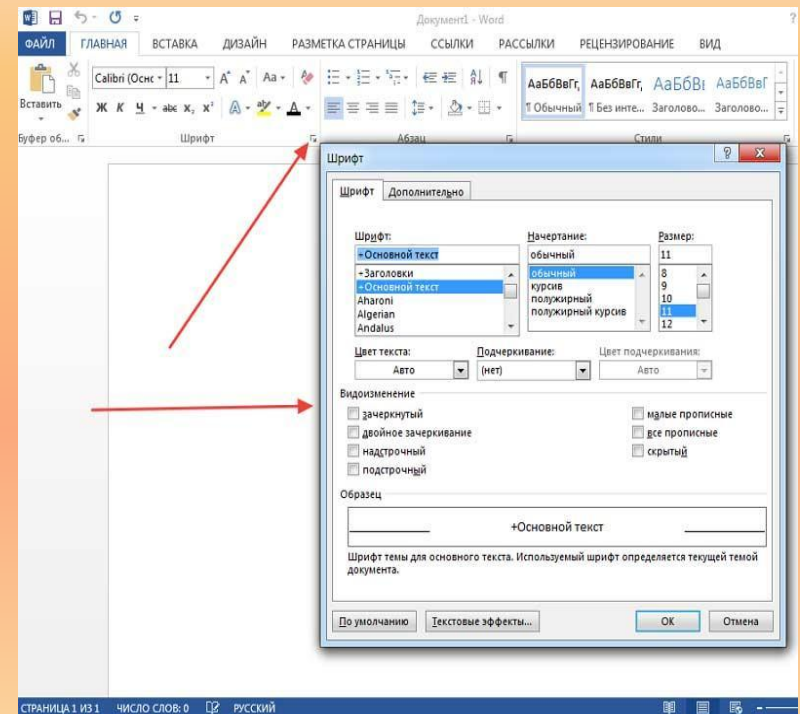 Документ1 - Word
?
ФАЙЛ ГЛАВНАЯ ВСТАВКА ДИЗАЙН РАЗМЕТКА СТРАНИЦЫ ССЫЛКИ РАССЫЛКИ РЕЦЕНЗИРОВАНИЕ ВИД
Вставить
Calibri (Оснс 11 А А Аа
Ж К Ч abc X₂ X² А аby А
АаБбВвГг, АаБбВвГг, АаБбВı АаБбВвГ
¶ Обычный ¶ Без инте... Заголово... Заголово...
Буфер об... Шрифт Абзац Стили
Шрифт
? X
Шрифт Дополнительно
Шрифт: Начертание: Размер:
+Основной текст обычный 11
+Заголовки обычный 8
+Основной текст курсив 9
Aharoni полужирный 10
Algerian полужирный курсив 11
Andalus 12
Цвет текста: Подчеркивание: Цвет подчеркивания:
Авто (нет) Авто
Видоизменение
зачеркнутый малые прописные
двойное зачеркивание все прописные
надстрочный скрытый
подстрочный
Образец
+Основной текст
Шрифт темы для основного текста. Используемый шрифт определяется текущей темой
документа.
По умолчанию Текстовые эффекты... ОК Отмена
СТРАНИЦА 1 ИЗ 1 ЧИСЛО СЛОВ: 0 РУССКИЙ